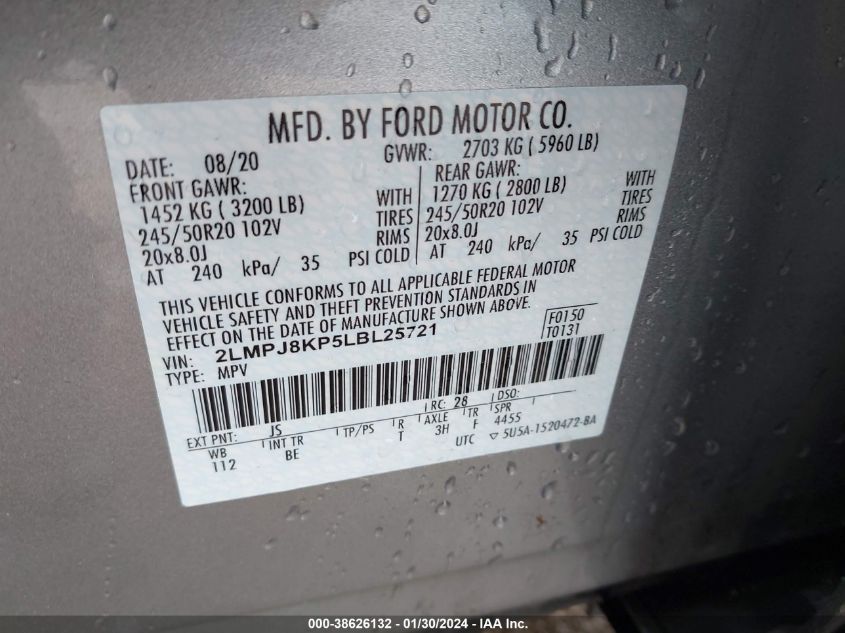 MFD. BY FORD MOTOR CO.
DATE: 08/20 GVWR: 2703 KG ( 5960 LB)
FRONT GAWR:
1452 KG ( 3200 LB) WITH
245/50R20 102V TIRES
20x8.0J RIMS
AT 240 kPa/ 35 PSI COLD
REAR GAWR:
1270 KG ( 2800 LB) WITH
245/50R20 102V TIRES
20x8.0J RIMS
AT 240 kPa/ 35 PSI COLD
THIS VEHICLE CONFORMS TO ALL APPLICABLE FEDERAL MOTOR
VEHICLE SAFETY AND THEFT PREVENTION STANDARDS IN
EFFECT ON THE DATE OF MANUFACTURE SHOWN ABOVE.
F0150
T0131
VIN: 2LMPJ8KP5LBL25721
TYPE: MPV
EXT PNT: JS RC: 28 DSO:
WB INT TR TP/PS R AXLE TR SPR
112 BE T 3H F 4455
UTC ▽ 5U5A-1520472-BA
000-38626132 - 01/30/2024 - IAA Inc.